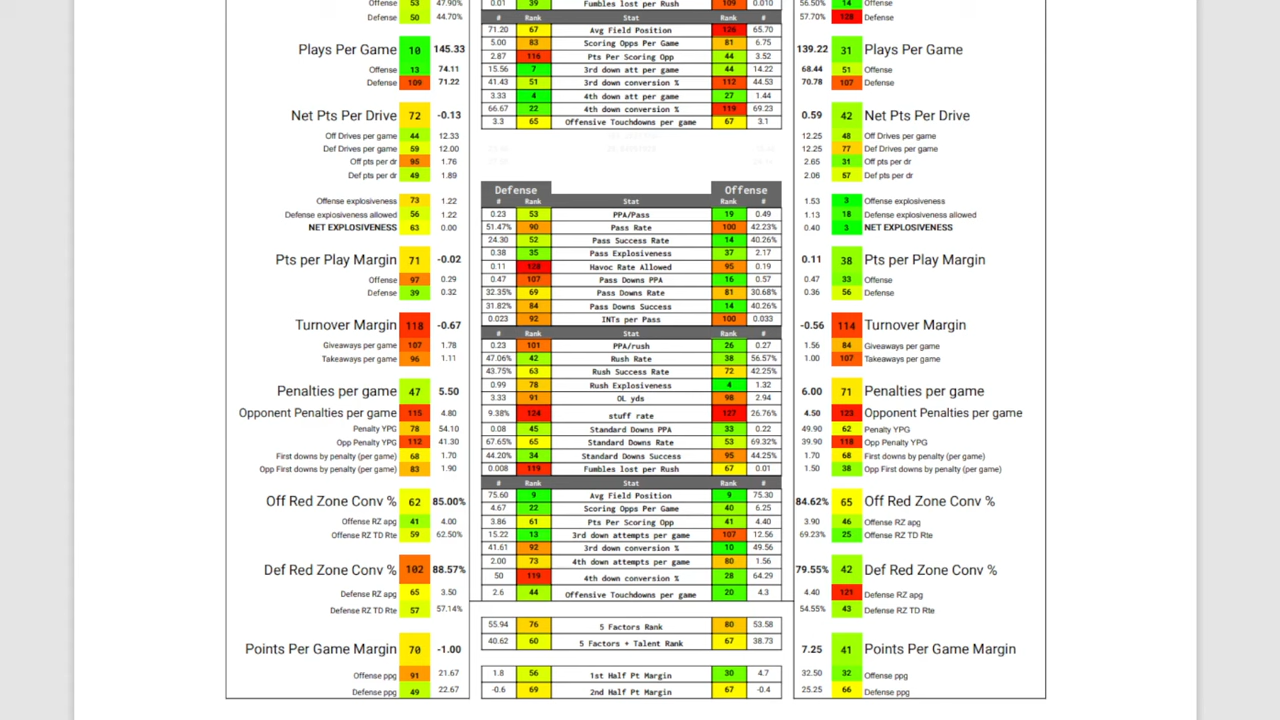 Offense 53 47.90% 0.01 39 Fumbles lost per Rush 109 0.010 56.50% 14 Offense
Defense 50 44.70% # Rank Stat Rank # 57.70% 128 Defense
71.20 67 Avg Field Position 126 65.70
Plays Per Game 10 145.33 5.00 83 Scoring Opps Per Game 81 6.75 139.22 31 Plays Per Game
2.87 116 Pts Per Scoring Opp 44 3.52
Offense 13 74.11 15.56 7 3rd down att per game 44 14.22 68.44 51 Offense
Defense 109 71.22 41.43 51 3rd down conversion % 112 44.53 70.78 107 Defense
3.33 4 4th down att per game 27 1.44
66.67 22 4th down conversion % 119 69.23
Net Pts Per Drive 72 -0.13 3.3 65 Offensive Touchdowns per game 67 3.1 0.59 42 Net Pts Per Drive
Off Drives per game 44 12.33 12.25 48 Off Drives per game
Def Drives per game 59 12.00 12.25 77 Def Drives per game
Off pts per dr 95 1.76 2.65 31 Off pts per dr
Def pts per dr 49 1.89 2.06 57 Def pts per dr
Defense Offense
Offense explosiveness 73 1.22 # Rank Stat Rank # 1.53 3 Offense explosiveness
Defense explosiveness allowed 56 1.22 0.23 53 PPA/Pass 19 0.49 1.13 18 Defense explosiveness allowed
NET EXPLOSIVENESS 63 0.00 51.47% 90 Pass Rate 100 42.23% 0.40 3 NET EXPLOSIVENESS
24.30 52 Pass Success Rate 14 40.26%
0.38 35 Pass Explosiveness 37 2.17
Pts per Play Margin 71 -0.02 0.11 128 Havoc Rate Allowed 95 0.19 0.11 38 Pts per Play Margin
Offense 97 0.29 0.47 107 Pass Downs PPA 16 0.57 0.47 33 Offense
Defense 39 0.32 32.35% 69 Pass Downs Rate 81 30.68% 0.36 56 Defense
31.82% 84 Pass Downs Success 14 40.26%
0.023 92 INTs per Pass 100 0.033
Turnover Margin 118 -0.67 # Rank Stat Rank # -0.56 114 Turnover Margin
Giveaways per game 107 1.78 0.23 101 PPA/rush 26 0.27 1.56 84 Giveaways per game
Takeaways per game 96 1.11 47.06% 42 Rush Rate 38 56.57% 1.00 107 Takeaways per game
43.75% 63 Rush Success Rate 72 42.25%
Penalties per game 47 5.50 0.99 78 Rush Explosiveness 4 1.32 6.00 71 Penalties per game
3.33 91 OL yds 98 2.94
Opponent Penalties per game 115 4.80 9.38% 124 stuff rate 127 26.76% 4.50 123 Opponent Penalties per game
Penalty YPG 78 54.10 0.08 45 Standard Downs PPA 33 0.22 49.90 62 Penalty YPG
Opp Penalty YPG 112 41.30 67.65% 65 Standard Downs Rate 53 69.32% 39.90 118 Opp Penalty YPG
First downs by penalty (per game) 68 1.70 44.20% 34 Standard Downs Success 95 44.25% 1.70 68 First downs by penalty (per game)
Opp First downs by penalty (per game) 83 1.90 0.008 119 Fumbles lost per Rush 67 0.01 1.50 38 Opp First downs by penalty (per game)
# Rank Stat Rank #
Off Red Zone Conv % 62 85.00% 75.60 9 Avg Field Position 9 75.30 84.62% 65 Off Red Zone Conv %
4.67 22 Scoring Opps Per Game 40 6.25
Offense RZ apg 41 4.00 3.86 61 Pts Per Scoring Opp 41 4.40 3.90 46 Offense RZ apg
Offense RZ TD Rte 59 62.50% 15.22 13 3rd down attempts per game 107 12.56 69.23% 25 Offense RZ TD Rte
41.61 92 3rd down conversion % 10 49.56
Def Red Zone Conv % 102 88.57% 2.00 73 4th down attempts per game 80 1.56 79.55% 42 Def Red Zone Conv %
50 119 4th down conversion % 28 64.29
Defense RZ apg 65 3.50 2.6 44 Offensive Touchdowns per game 20 4.3 4.40 121 Defense RZ apg
Defense RZ TD Rte 57 57.14% 54.55% 43 Defense RZ TD Rte
55.94 76 5 Factors Rank 80 53.58
40.62 60 5 Factors + Talent Rank 67 38.73
Points Per Game Margin 70 -1.00 7.25 41 Points Per Game Margin
Offense ppg 91 21.67 1.8 56 1st Half Pt Margin 30 4.7 32.50 32 Offense ppg
Defense ppg 49 22.67 -0.6 69 2nd Half Pt Margin 67 -0.4 25.25 66 Defense ppg